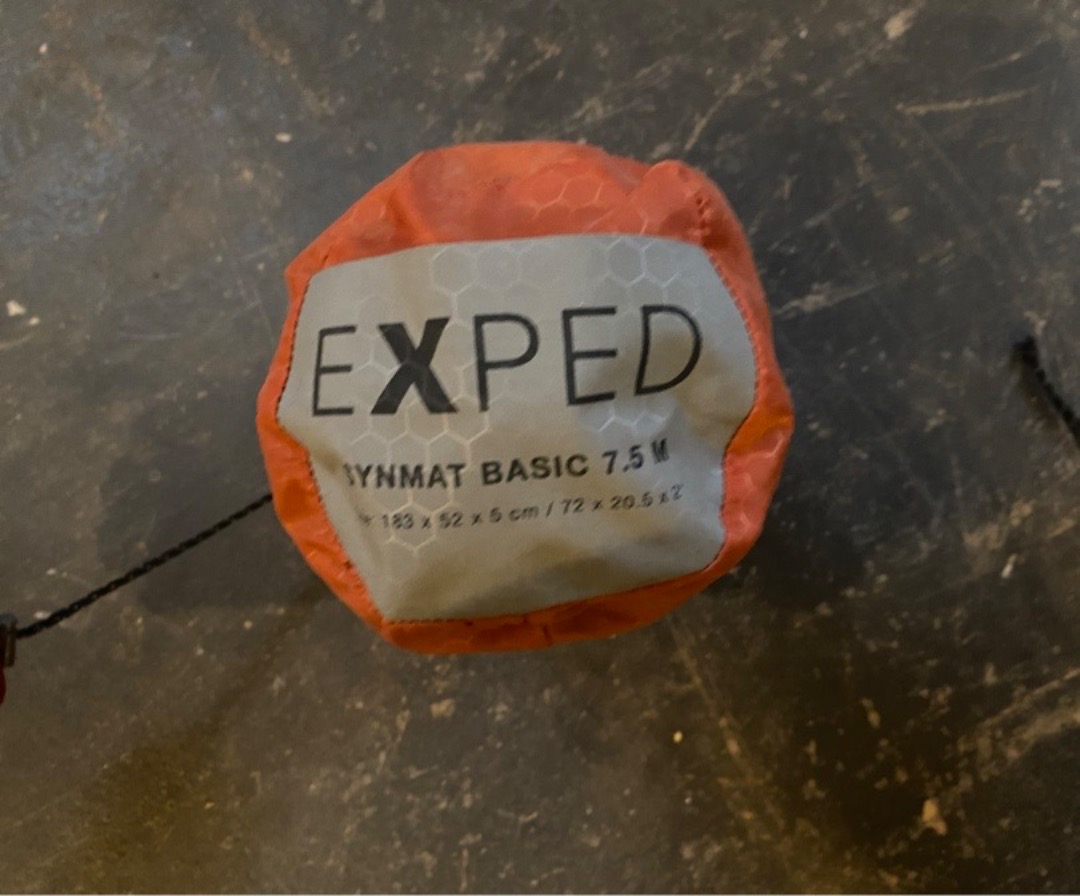 EXPED
SYNMAT BASIC 7.5 M
183 x 52 x 5 cm / 72 x 20.5 x 2"